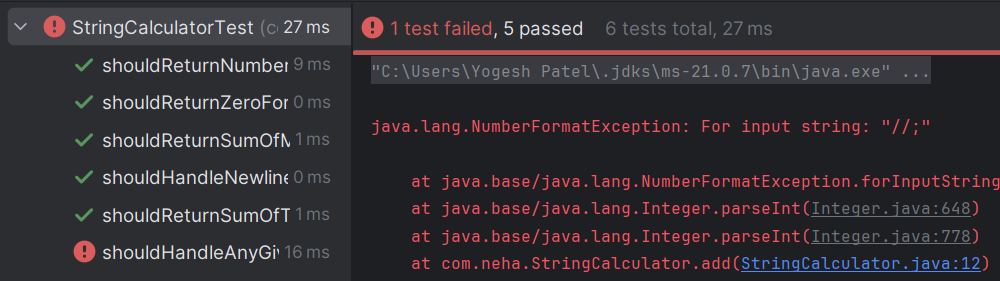 StringCalculatorTest (co 27 ms
shouldReturnNumber 9 ms
shouldReturnZeroFor 0 ms
shouldReturnSumOfM 1 ms
shouldHandleNewline 0 ms
shouldReturnSumOfT 1 ms
shouldHandleAnyGiv 16 ms
1 test failed, 5 passed 6 tests total, 27 ms
"C:\Users\Yogesh Patel\.jdks\ms-21.0.7\bin\java.exe" ...
java.lang.NumberFormatException: For input string: "//;"
at java.base/java.lang.NumberFormatException.forInputString
at java.base/java.lang.Integer.parseInt(Integer.java:648)
at java.base/java.lang.Integer.parseInt(Integer.java:778)
at com.neha.StringCalculator.add(StringCalculator.java:12)